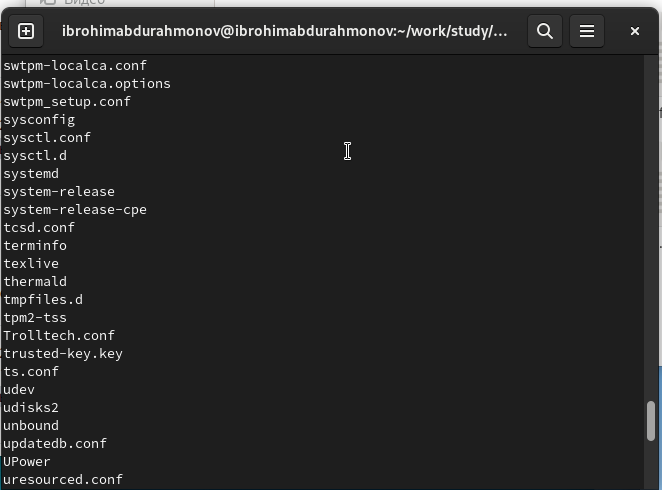 Видео
ibrohimabdurahmonov@ibrohimabdurahmonov:~/work/study/...
swtpm-localca.conf
swtpm-localca.options
swtpm_setup.conf
sysconfig
sysctl.conf
sysctl.d
systemd
system-release
system-release-cpe
tcsd.conf
terminfo
texlive
thermald
tmpfiles.d
tpm2-tss
Trolltech.conf
trusted-key.key
ts.conf
udev
udisks2
unbound
updatedb.conf
UPower
uresourced.conf